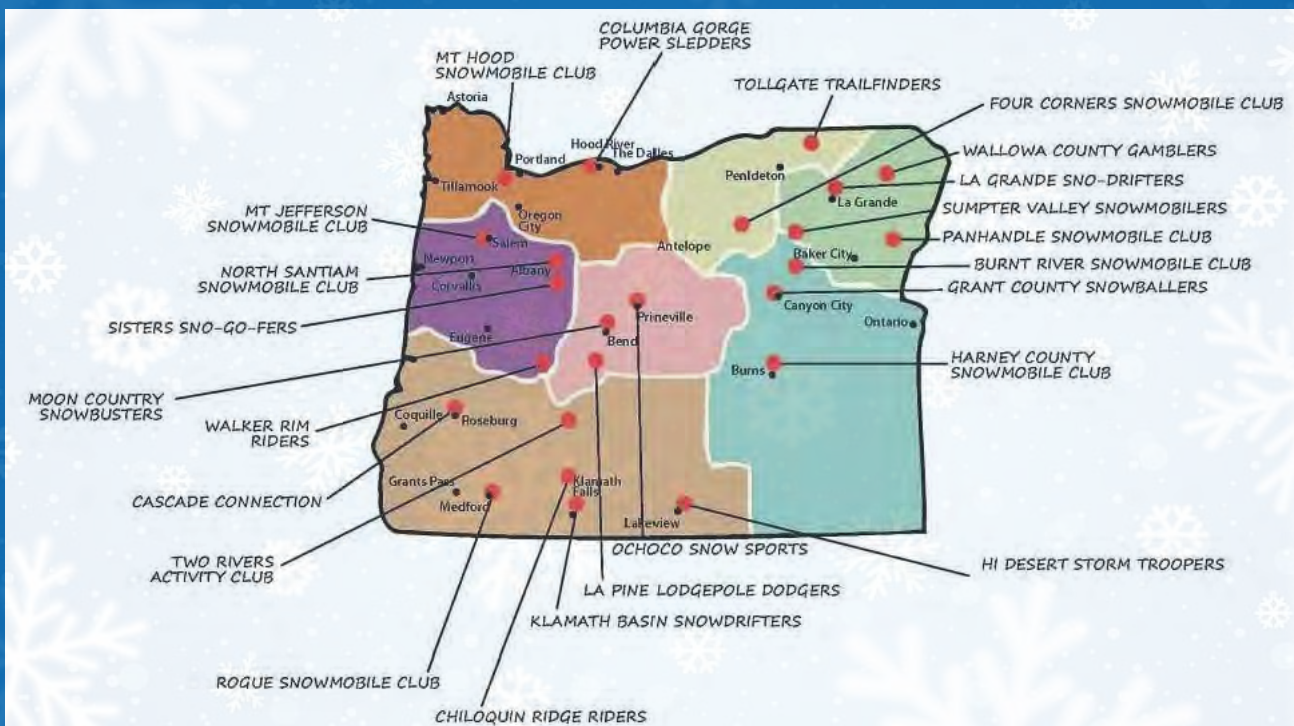 COLUMBIA GORGE
POWER SLEDDERS
MT HOOD
SNOWMOBILE CLUB
TOLLGATE TRAILFINDERS
FOUR CORNERS SNOWMOBILE CLUB
Astoria
Hood River
The Dalles
Portland
WALLOWA COUNTY GAMBLERS
Penldeton
Tillamook
LA GRANDE SNO-DRIFTERS
La Grande
Oregon
City
SUMPTER VALLEY SNOWMOBILERS
MT JEFFERSON
SNOWMOBILE CLUB
Salem
Antelope
PANHANDLE SNOWMOBILE CLUB
Baker City
Newport
BURNT RIVER SNOWMOBILE CLUB
NORTH SANTIAM
SNOWMOBILE CLUB
Albany
Corvallis
GRANT COUNTY SNOWBALLERS
Canyon City
Prineville
Ontario
SISTERS SNO-GO-FERS
Eugene
Bend
HARNEY COUNTY
SNOWMOBILE CLUB
Burns
MOON COUNTRY
SNOWBUSTERS
Coquille
Roseburg
WALKER RIM
RIDERS
Grants Pass
Klamath
Falls
CASCADE CONNECTION
Medford
Lakeview
OCHOCO SNOW SPORTS
TWO RIVERS
ACTIVITY CLUB
HI DESERT STORM TROOPERS
LA PINE LODGEPOLE DODGERS
KLAMATH BASIN SNOWDRIFTERS
ROGUE SNOWMOBILE CLUB
CHILOQUIN RIDGE RIDERS